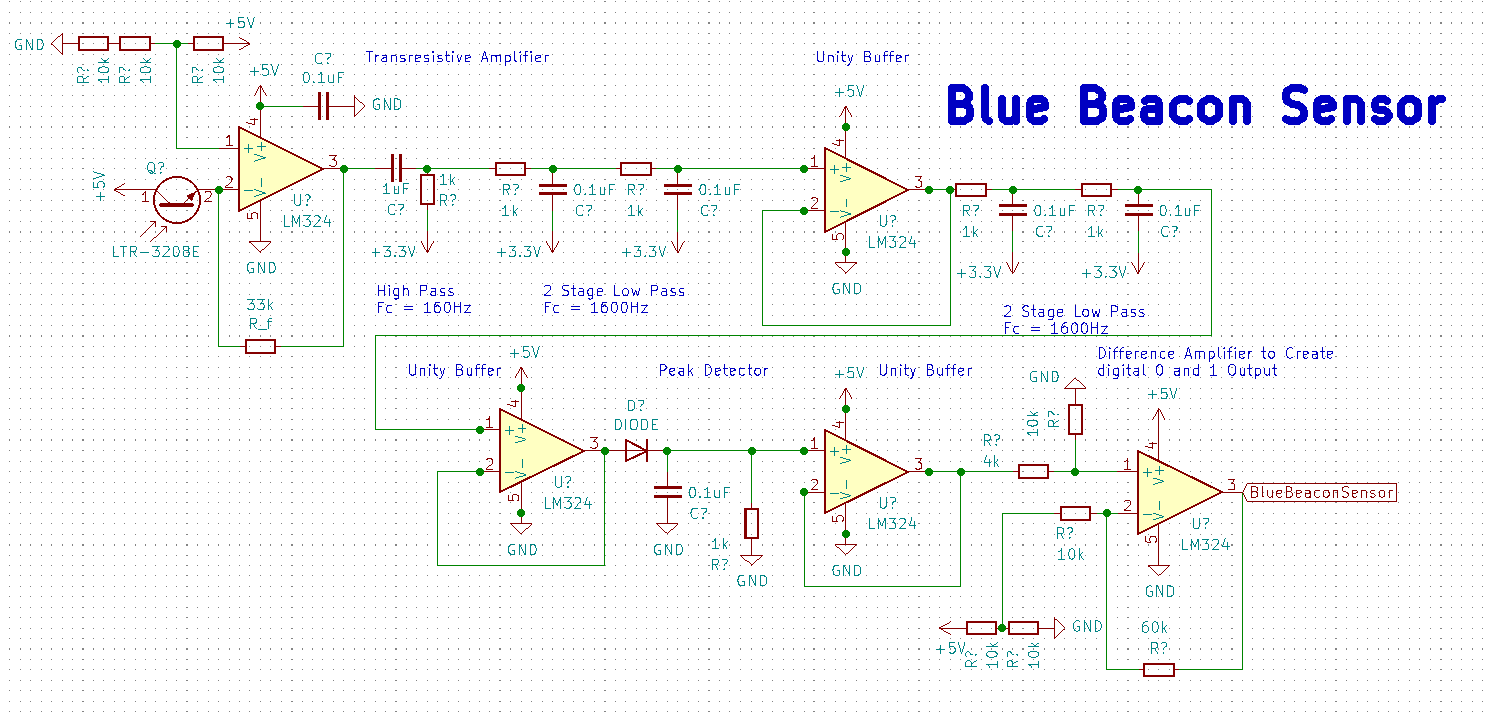 Blue Beacon Sensor
GND
R?
10k
R?
10k
R?
10k
+5V
+5V
C?
0.1uF
GND
Transresistive Amplifier
4
1
+
V+
3
2
-
V-
5
U?
LM324
GND
Q?
+5V
1
2
LTR-3208E
33k
R_f
1uF
C?
1k
R?
+3.3V
High Pass
Fc = 160Hz
R?
1k
0.1uF
C?
+3.3V
R?
1k
0.1uF
C?
+3.3V
2 Stage Low Pass
Fc = 1600Hz
Unity Buffer
+5V
4
1
+
V+
3
2
-
V-
5
U?
LM324
GND
R?
1k
0.1uF
C?
+3.3V
R?
1k
0.1uF
C?
+3.3V
2 Stage Low Pass
Fc = 1600Hz
Unity Buffer
+5V
4
1
+
V+
3
2
-
V-
5
U?
LM324
GND
Peak Detector
D?
DIODE
0.1uF
C?
GND
1k
R?
GND
Unity Buffer
+5V
4
1
+
V+
3
2
-
V-
5
U?
LM324
GND
Difference Amplifier to Create
digital 0 and 1 Output
R?
4k
GND
10k
R?
+5V
4
1
+
V+
3
2
-
V-
5
U?
LM324
GND
BlueBeaconSensor
R?
10k
+5V
R?
10k
R?
10k
GND
60k
R?